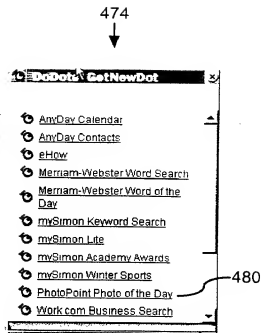 474
DoDots GetNewDot
AnyDay Calendar
AnyDay Contacts
eHow
Merriam-Webster Word Search
Merriam-Webster Word of the
Day
mySimon Keyword Search
mySimon Lite
mySimon Academy Awards
mySimon Winter Sports
PhotoPoint Photo of the Day
480
Work com Business Search